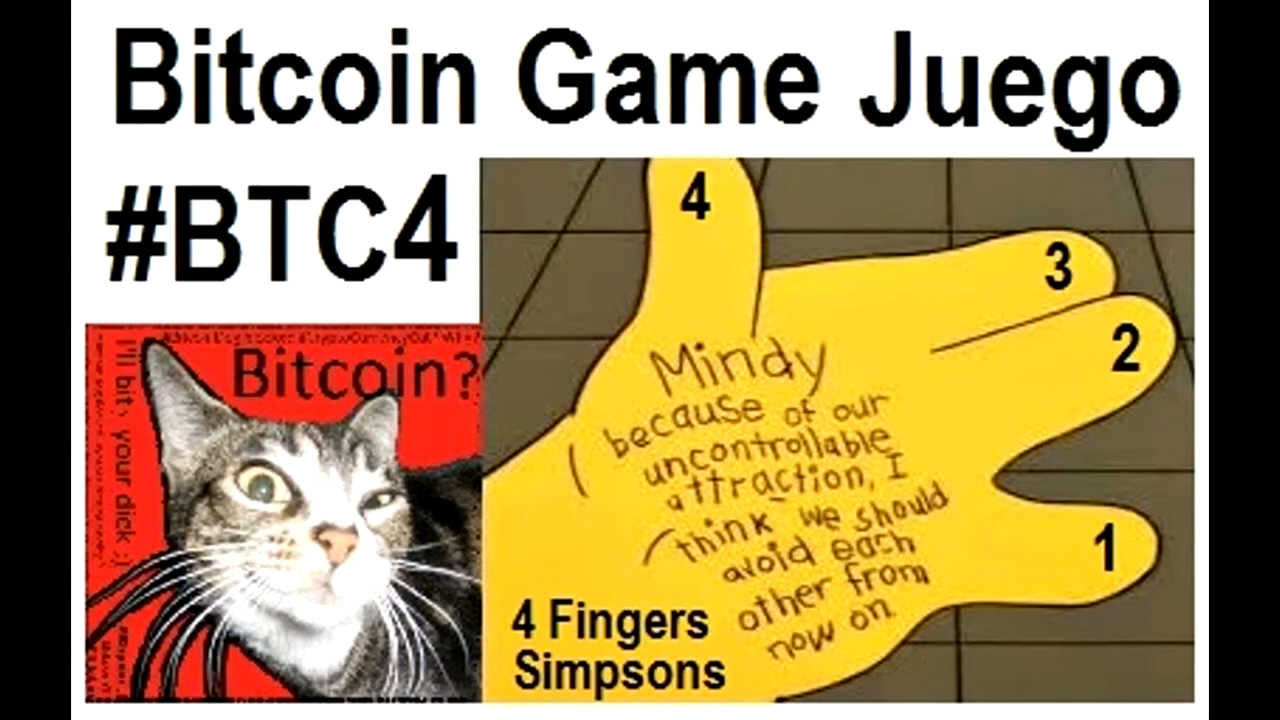 Bitcoin Game Juego
#BTC4
4
3
2
1
Bitcoin?
I'll bit, your dick :)
Mindy
because of our
uncontrollable
attraction, I
think we should
avoid each
other from
now on
4 Fingers
Simpsons